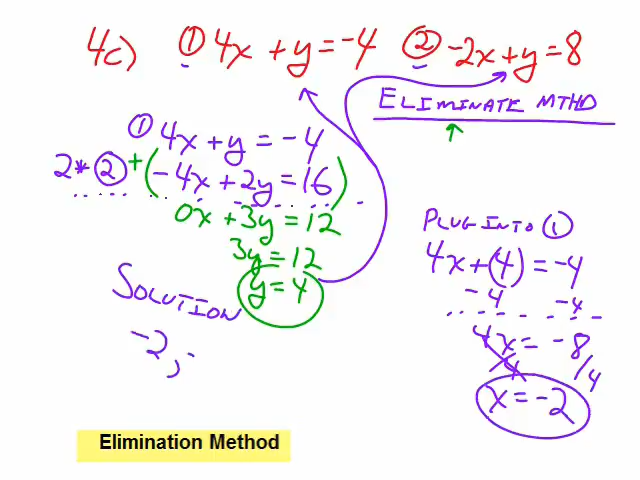 4c) ① 4x + y = -4 ② -2x + y = 8
ELIMINATE MTHD
① 4x + y = -4
2* ② + (-4x + 2y = 16)
0x + 3y = 12
3y = 12
y = 4
SOLUTION
-2,
PLUG INTO ①
4x + (4) = -4
-4 -4
4x = -8
/4 /4
x = -2
Elimination Method